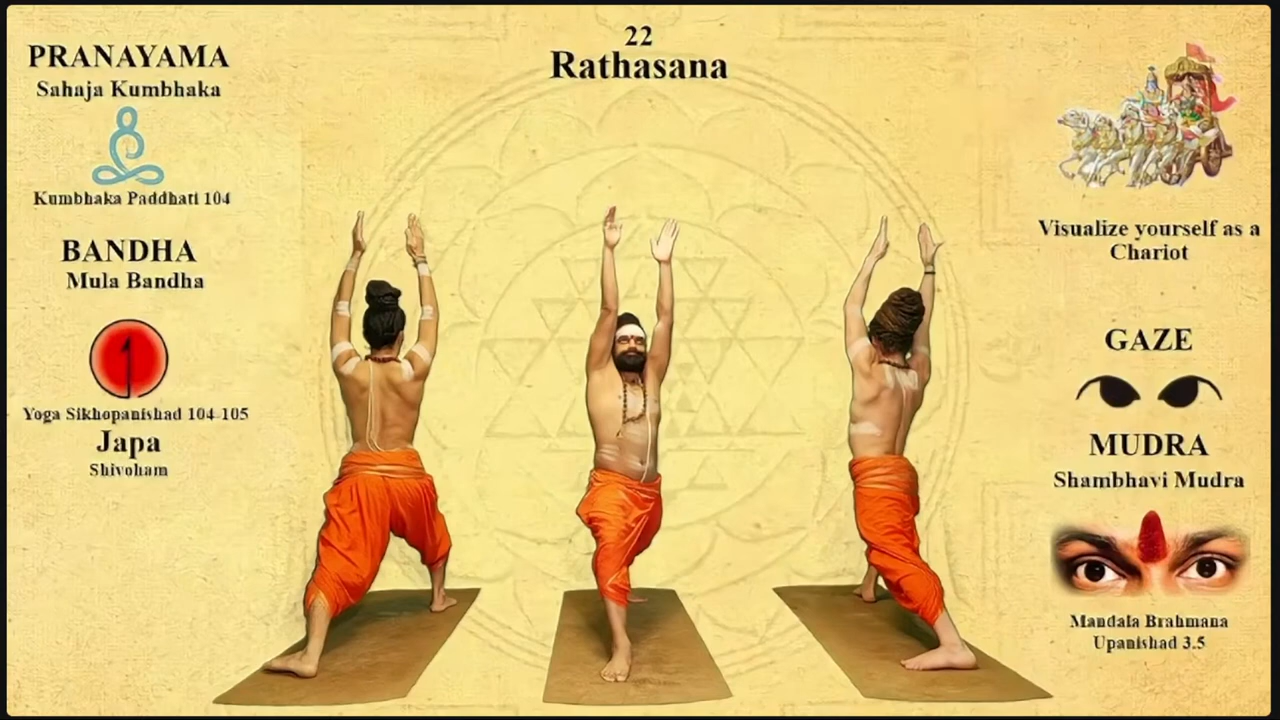 22
Rathasana
PRANAYAMA
Sahaja Kumbhaka
Kumbhaka Paddhati 104
BANDHA
Mula Bandha
Yoga Sikhopanishad 104-105
Japa
Shivoham
Visualize yourself as a
Chariot
GAZE
MUDRA
Shambhavi Mudra
Mandala Brahmana
Upanishad 3.5